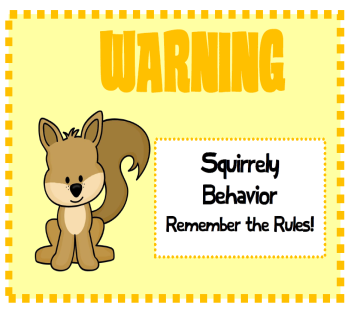 WARNING
Squirrely
Behavior
Remember the Rules!